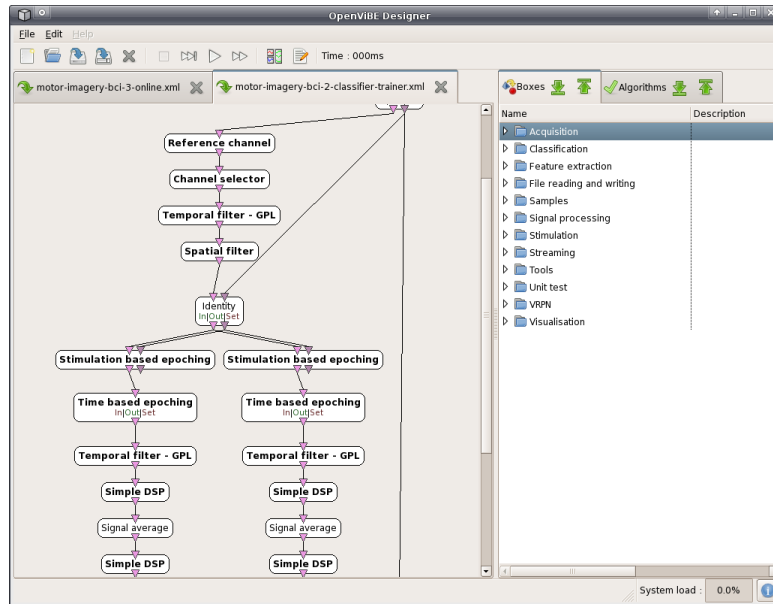 OpenViBE Designer
File Edit Help
Time : 000ms
motor-imagery-bci-3-online.xml motor-imagery-bci-2-classifier-trainer.xml Boxes Algorithms
Name Description
Reference channel
Channel selector
Temporal filter - GPL
Spatial filter
Identity
In|Out|Set
Stimulation based epoching Stimulation based epoching
Time based epoching Time based epoching
In|Out|Set In|Out|Set
Temporal filter - GPL Temporal filter - GPL
Simple DSP Simple DSP
Signal average Signal average
Simple DSP Simple DSP
Acquisition
Classification
Feature extraction
File reading and writing
Samples
Signal processing
Stimulation
Streaming
Tools
Unit test
VRPN
Visualisation
System load : 0.0%